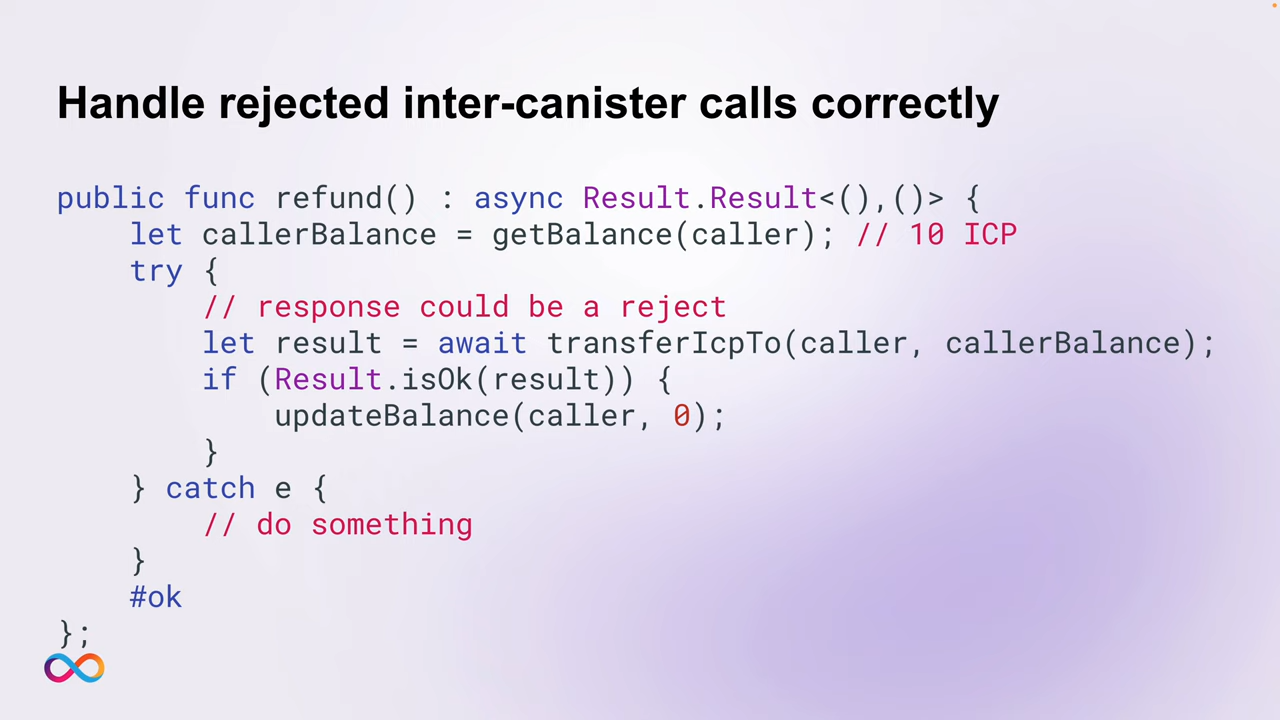 Handle rejected inter-canister calls correctly
public func refund() : async Result.Result<(),()> {
    let callerBalance = getBalance(caller); // 10 ICP
    try {
        // response could be a reject
        let result = await transferIcpTo(caller, callerBalance);
        if (Result.isOk(result)) {
            updateBalance(caller, 0);
        }
    } catch e {
        // do something
    }
    #ok
};